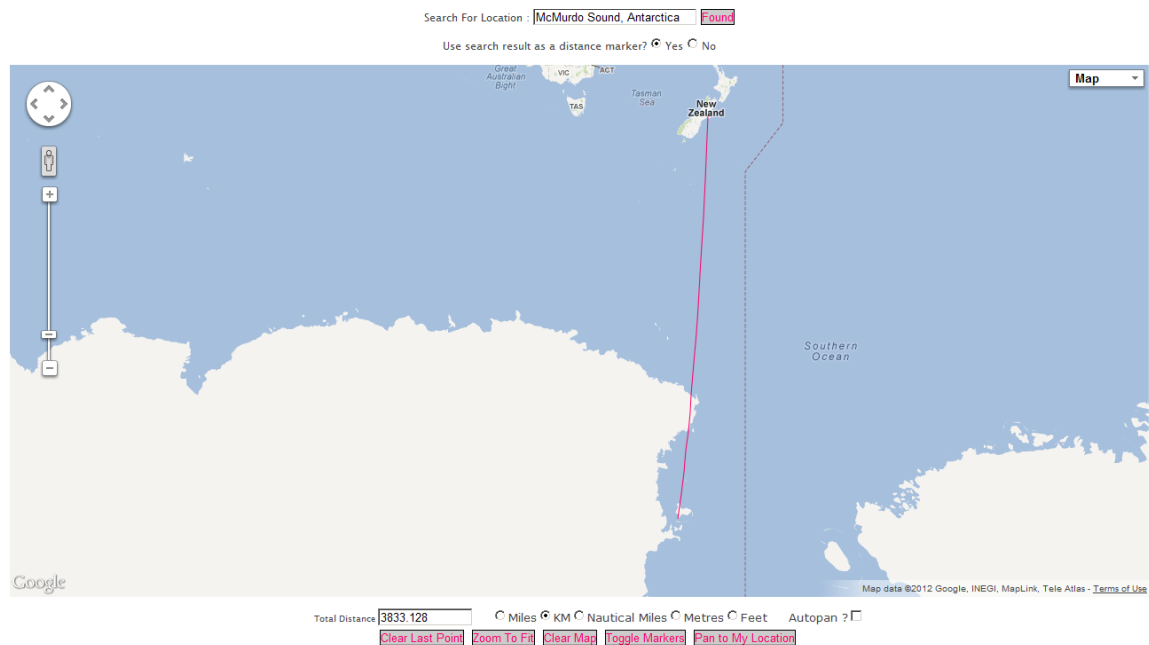 Search For Location : McMurdo Sound, Antarctica Found
Use search result as a distance marker? Yes No
Map
Great
Australian
Bight
VIC
ACT
TAS
Tasman
Sea
New
Zealand
Southern
Ocean
Google
Map data ©2012 Google, INEGI, MapLink, Tele Atlas - Terms of Use
Total Distance 3833.128 Miles KM Nautical Miles Metres Feet Autopan ?
Clear Last Point Zoom To Fit Clear Map Toggle Markers Pan to My Location